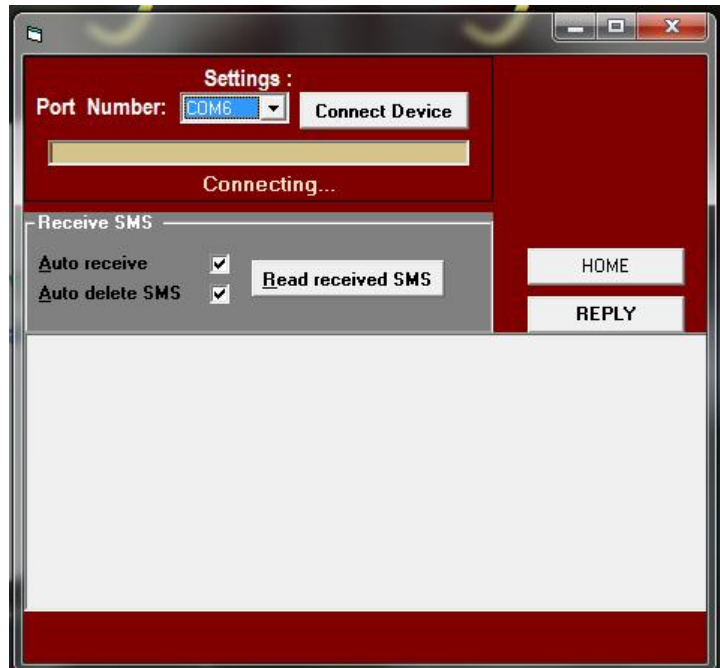 Settings :
Port Number: COM6 Connect Device
Connecting...
Receive SMS
Auto receive
Auto delete SMS
Read received SMS
HOME
REPLY